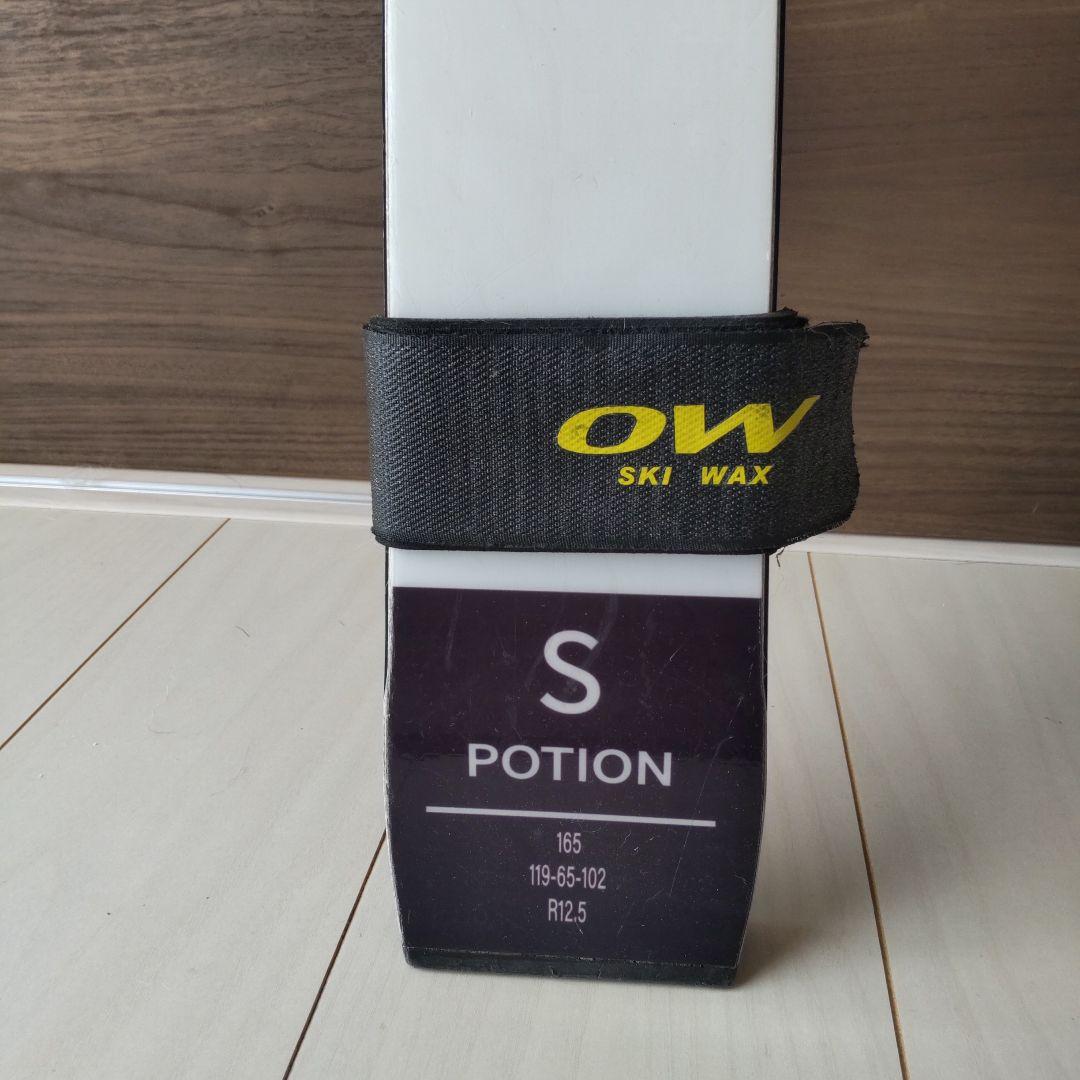 OW
SKI WAX
S
POTION
165
119-65-102
R12.5